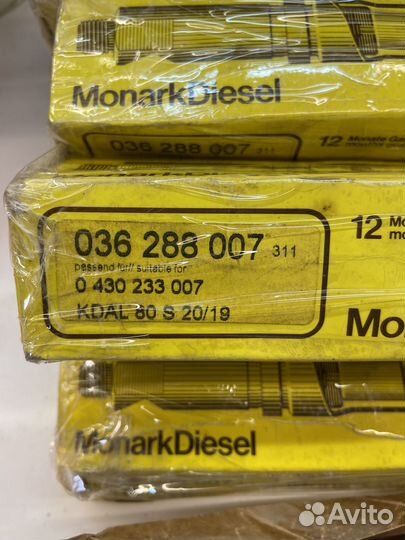 MonarkDiesel
036 288 007 311
12 Monate
036 288 007 311
passend für// suitable for
0 430 233 007
KDAL 80 S 20/19
12
MonarkDiesel
Avito